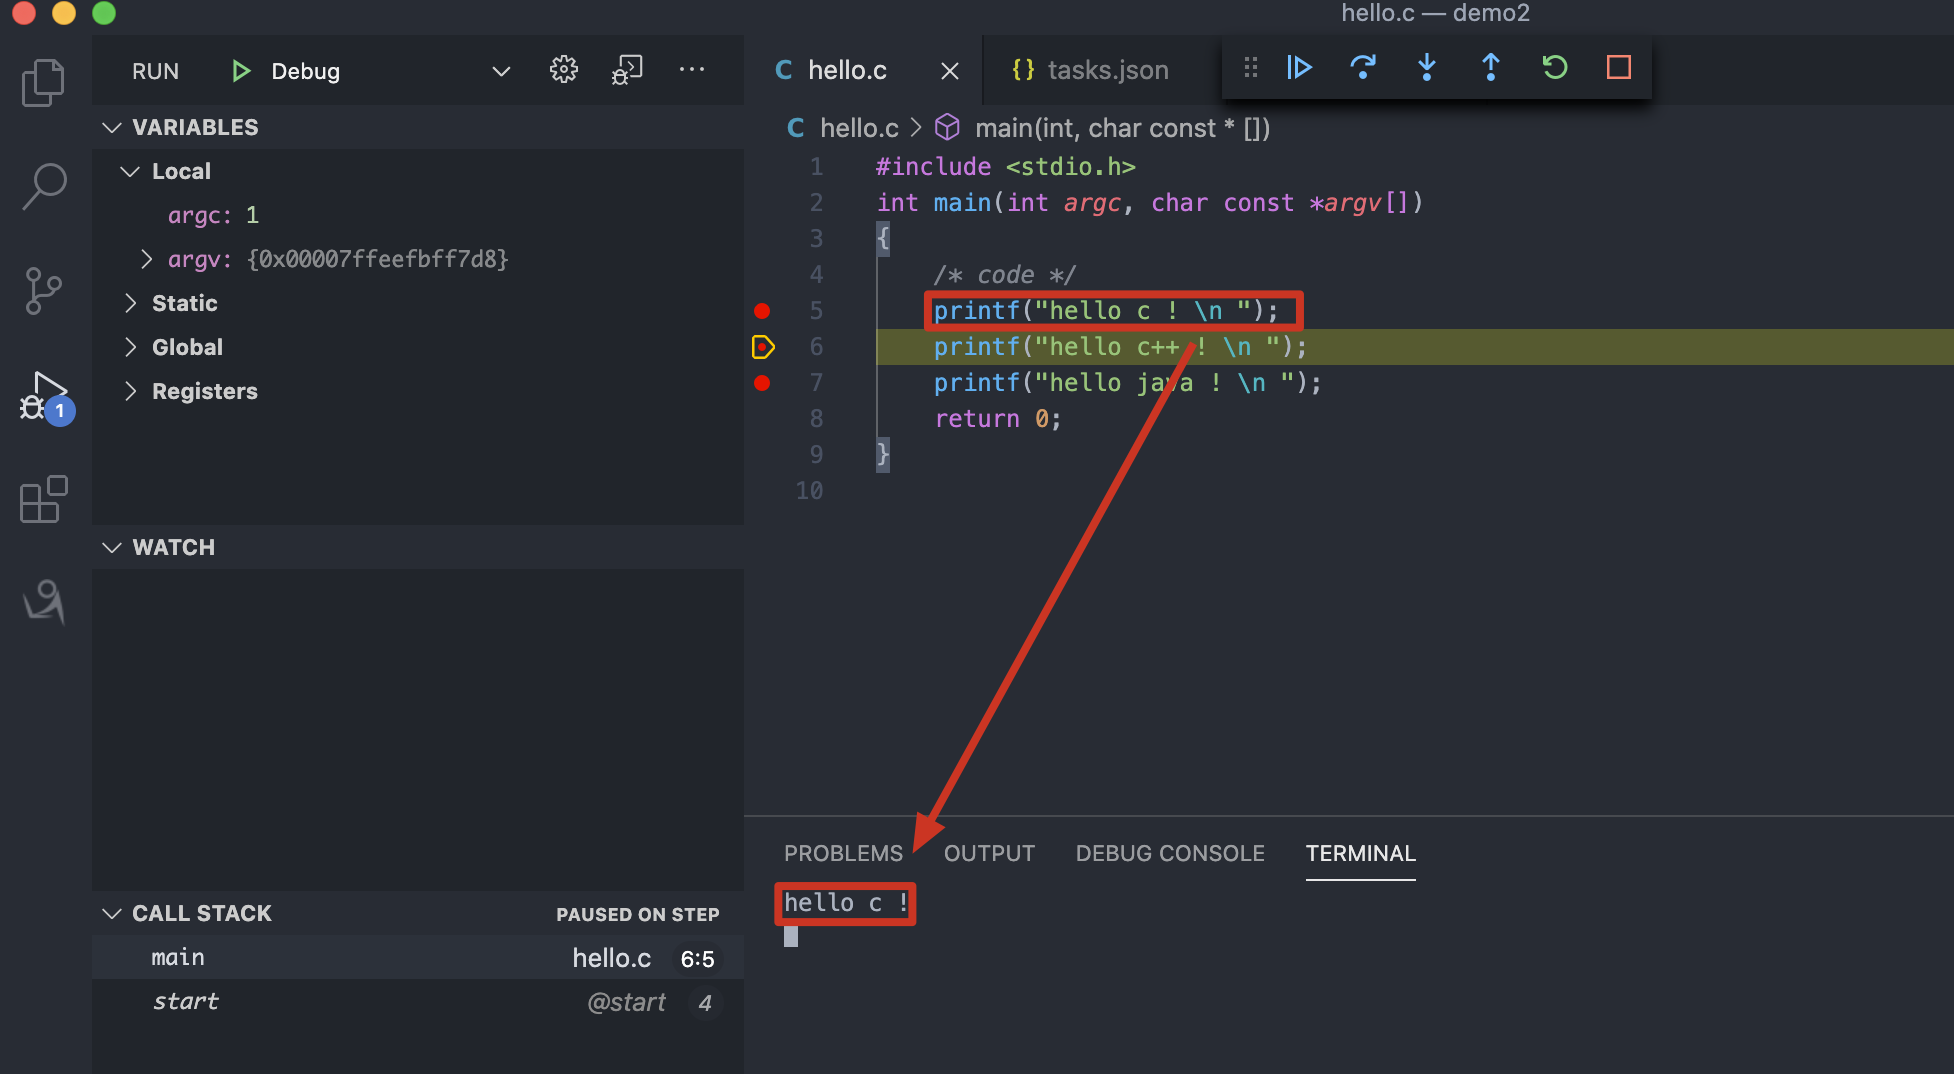 hello.c — demo2
RUN Debug
VARIABLES
Local
argc: 1
argv: {0x00007ffeefbff7d8}
Static
Global
Registers
1
WATCH
CALL STACK PAUSED ON STEP
main hello.c 6:5
start @start 4
C hello.c {} tasks.json
C hello.c > main(int, char const * [])
1 #include <stdio.h>
2 int main(int argc, char const *argv[])
3 {
4 /* code */
5 printf("hello c ! \n ");
6 printf("hello c++ ! \n ");
7 printf("hello java ! \n ");
8 return 0;
9 }
10
PROBLEMS OUTPUT DEBUG CONSOLE TERMINAL
hello c !